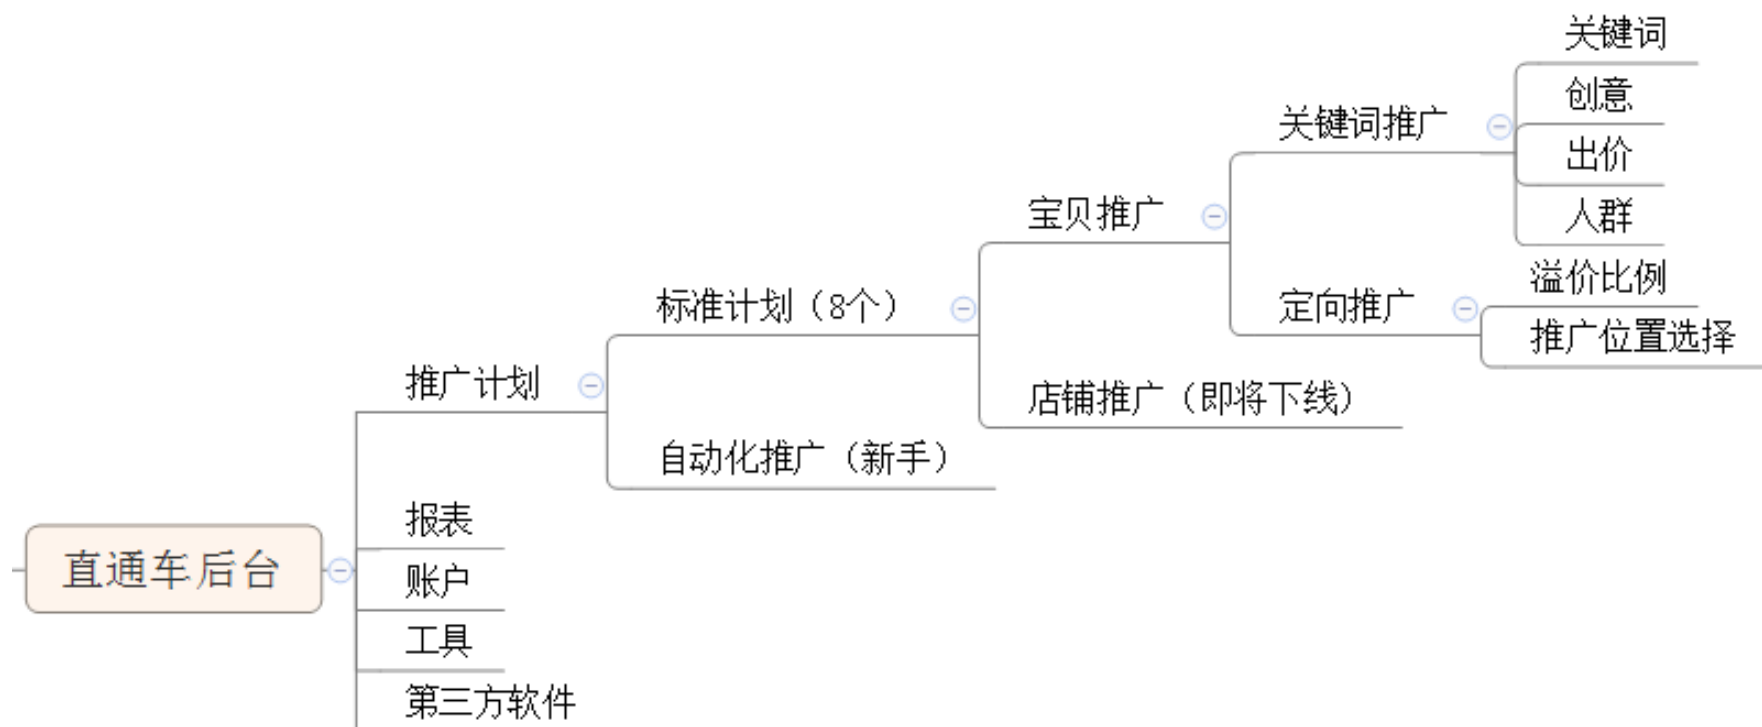 关键词
创意
关键词推广
出价
宝贝推广
人群
溢价比例
标准计划（8个）
定向推广
推广位置选择
推广计划
店铺推广（即将下线）
自动化推广（新手）
报表
直通车后台
账户
工具
第三方软件